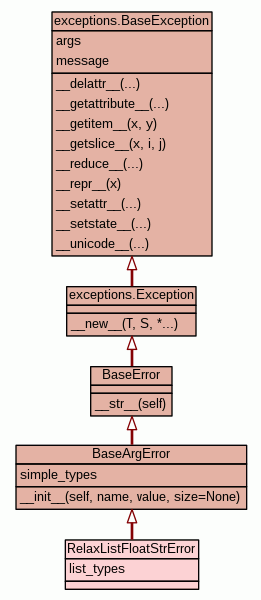 exceptions.BaseException
args
message
__delattr__(...)
__getattribute__(...)
__getitem__(x, y)
__getslice__(x, i, j)
__reduce__(...)
__repr__(x)
__setattr__(...)
__setstate__(...)
__unicode__(...)
exceptions.Exception
__new__(T, S, *...)
BaseError
__str__(self)
BaseArgError
simple_types
__init__(self, name, value, size=None)
RelaxListFloatStrError
list_types